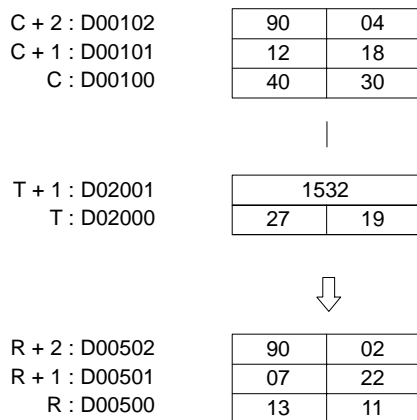 C + 2 : D00102 90 04
C + 1 : D00101 12 18
C : D00100 40 30
T + 1 : D02001 1532
T : D02000 27 19
R + 2 : D00502 90 02
R + 1 : D00501 07 22
R : D00500 13 11